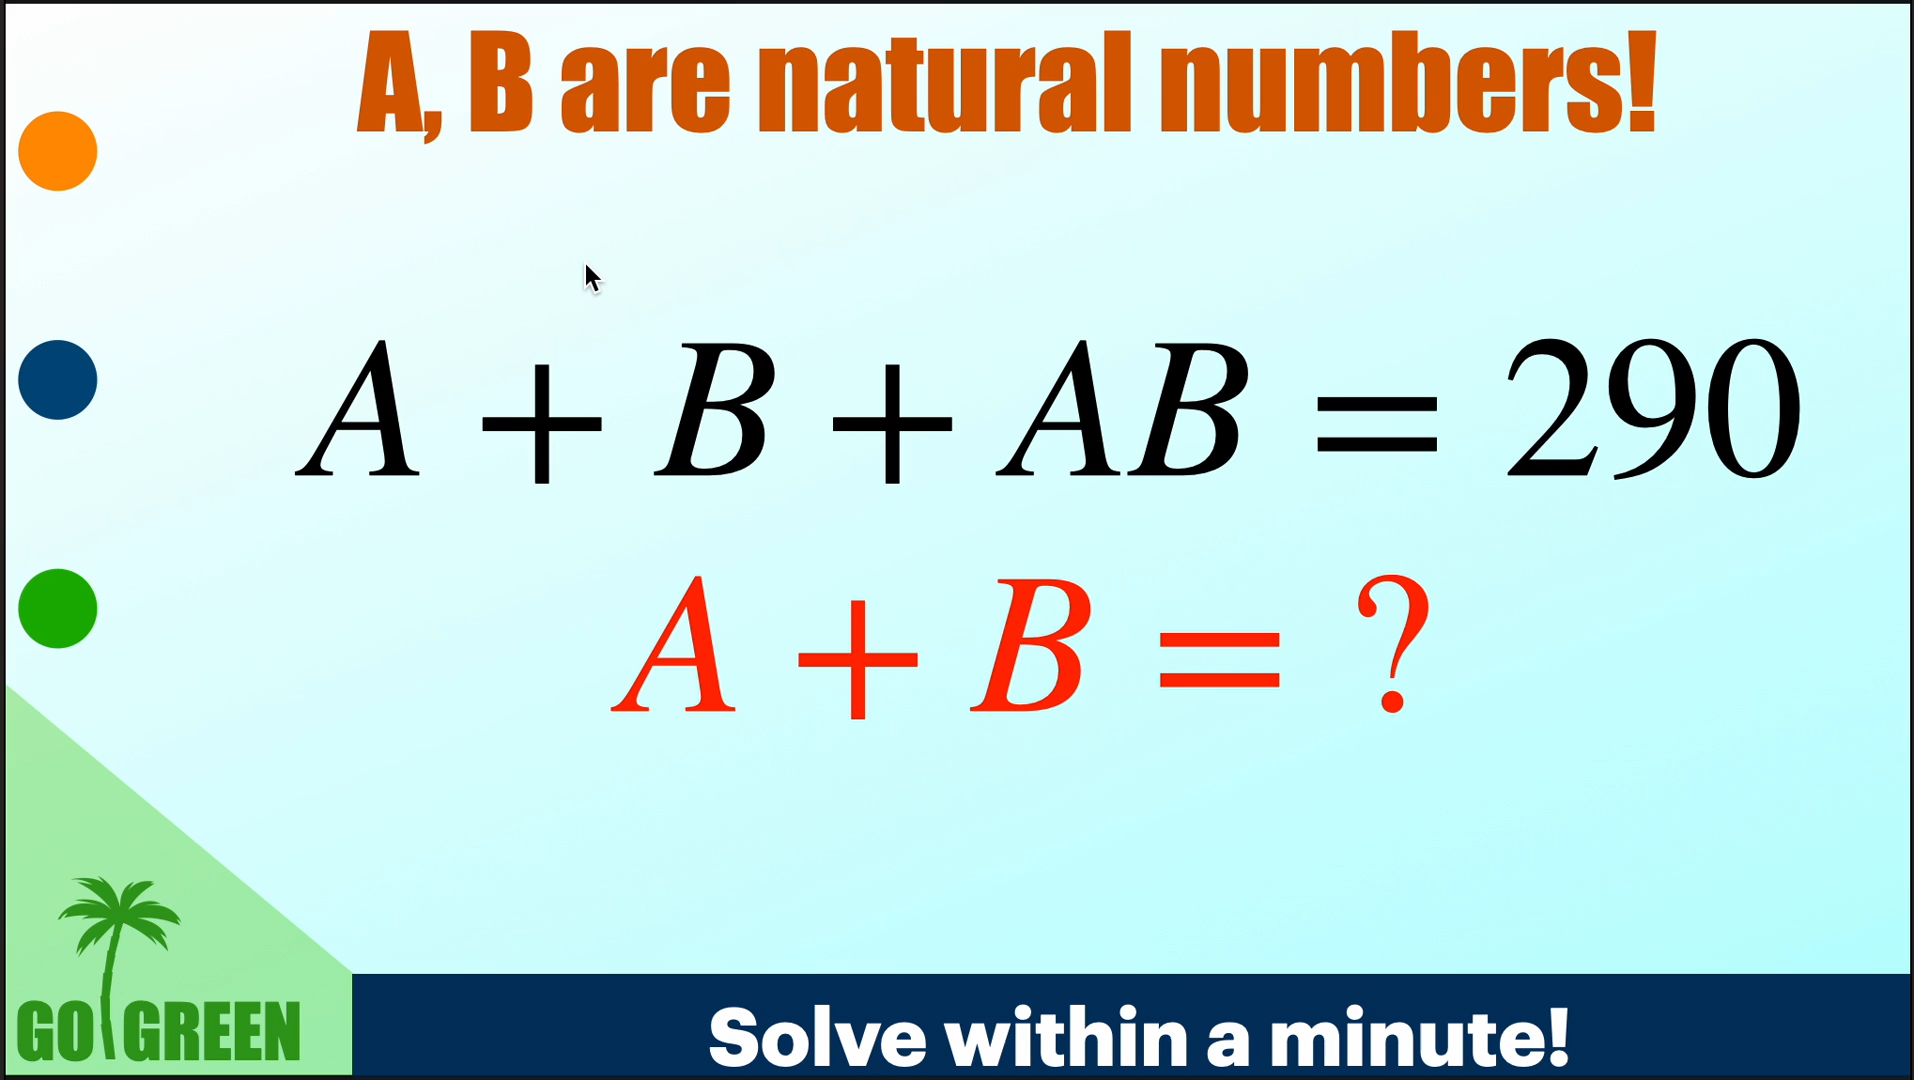 A, B are natural numbers!
A + B + AB = 290
A + B = ?
GO GREEN
Solve within a minute!